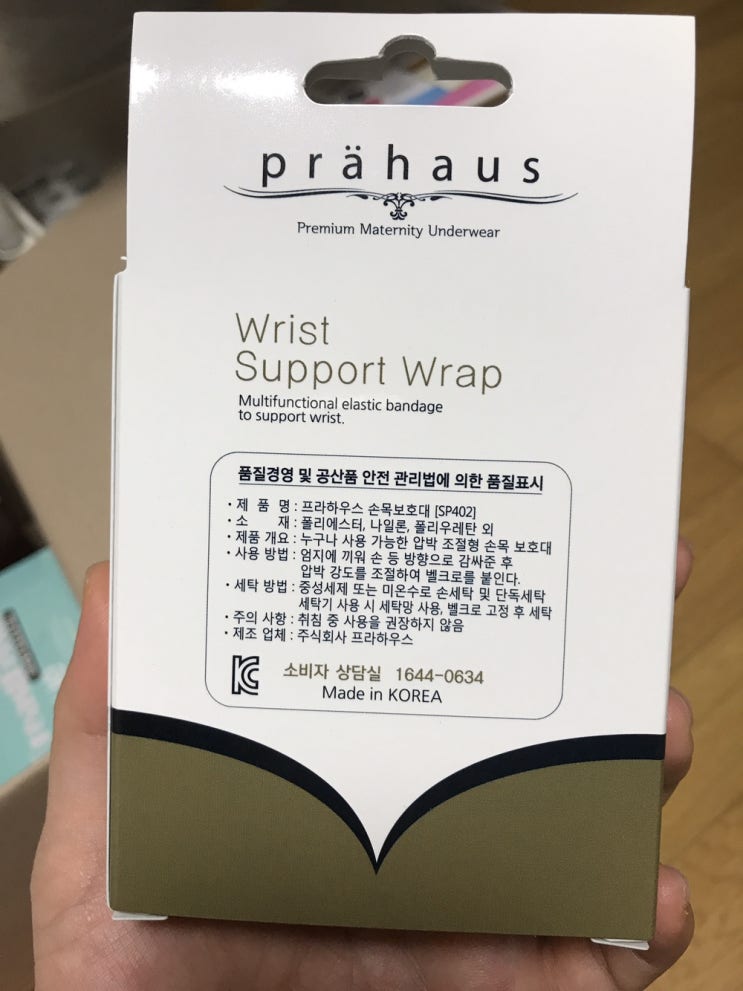 prähaus
Premium Maternity Underwear
Wrist
Support Wrap
Multifunctional elastic bandage
to support wrist.
품질경영 및 공산품 안전 관리법에 의한 품질표시
· 제 품 명 : 프라하우스 손목보호대 [SP402]
· 소 재 : 폴리에스터, 나일론, 폴리우레탄 외
· 제품 개요 : 누구나 사용 가능한 압박 조절형 손목 보호대
· 사용 방법 : 엄지에 끼워 손 등 방향으로 감싸준 후
압박 강도를 조절하여 벨크로를 붙인다.
· 세탁 방법 : 중성세제 또는 미온수로 손세탁 및 단독세탁
세탁기 사용 시 세탁망 사용, 벨크로 고정 후 세탁
· 주의 사항 : 취침 중 사용을 권장하지 않음
· 제조 업체 : 주식회사 프라하우스
KC 소비자 상담실 1644-0634
Made in KOREA